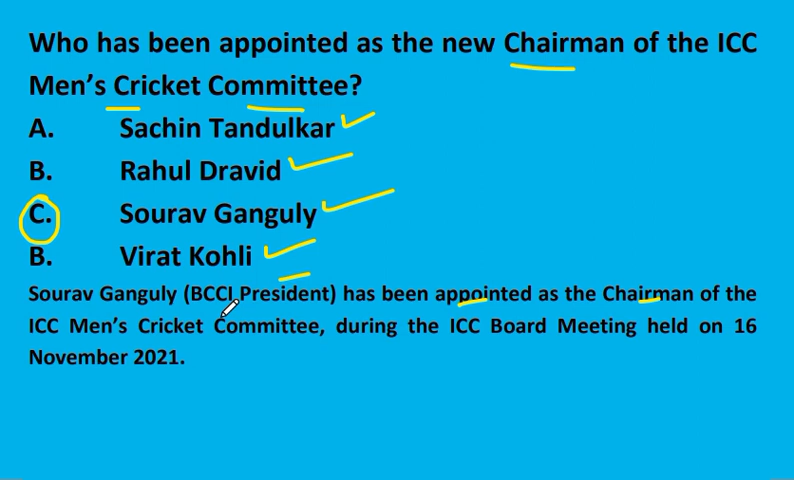 Who has been appointed as the new Chairman of the ICC
Men's Cricket Committee?
A. Sachin Tandulkar
B. Rahul Dravid
C. Sourav Ganguly
B. Virat Kohli
Sourav Ganguly (BCCI President) has been appointed as the Chairman of the
ICC Men's Cricket Committee, during the ICC Board Meeting held on 16
November 2021.